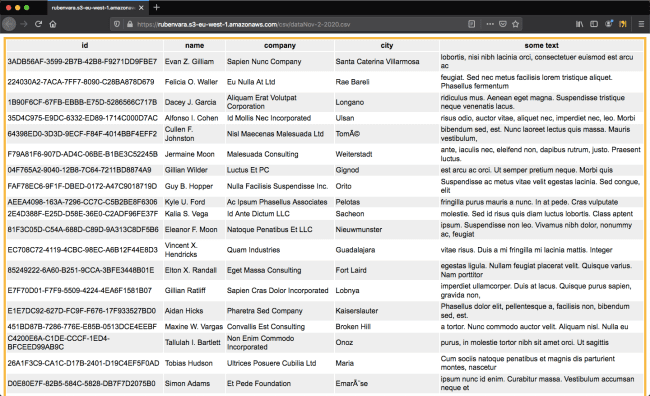 rubenvara.s3-eu-west-1.amazonaws
https://rubenvara.s3-eu-west-1.amazonaws.com/csv/dataNov-2-2020.csv
id name company city some text
3ADB56AF-3599-2B7B-42B8-F9271DD9FBE7 Evan Z. Gilliam Sapien Nunc Company Santa Caterina Villarmosa lobortis, nisi nibh lacinia orci, consectetuer euismod est arcu
ac
224030A2-7ACA-7FF7-8090-C28BA878D679 Felicia O. Waller Eu Nulla At Ltd Rae Bareli feugiat. Sed nec metus facilisis lorem tristique aliquet.
Phasellus fermentum
1B90F6CF-67FB-EBBB-E75D-5286566C717B Dacey J. Garcia Aliquam Erat Volutpat
Corporation Longano ridiculus mus. Aenean eget magna. Suspendisse tristique
neque venenatis lacus.
35D4C975-E9DC-6332-ED89-1714C000D7AC Alfonso I. Cohen Id Mollis Nec Incorporated Ulsan risus odio, auctor vitae, aliquet nec, imperdiet nec, leo. Morbi
64398ED0-3D3D-9ECF-F84F-4014BBF4EFF2 Cullen F.
Johnston Nisl Maecenas Malesuada Ltd TomÃ© bibendum sed, est. Nunc laoreet lectus quis massa. Mauris
vestibulum,
F79A81F6-907D-AD4C-06BE-B1BE3C52245B Jermaine Moon Malesuada Consulting Weiterstadt ante, iaculis nec, eleifend non, dapibus rutrum, justo. Praesent
luctus.
04F765A2-9040-12B8-7C64-7211BD8874A9 Gillian Wilder Luctus Et PC Gignod est arcu ac orci. Ut semper pretium neque. Morbi quis
FAF78EC6-9F1F-DBED-0172-A47C9018719D Guy B. Hopper Nulla Facilisis Suspendisse Inc. Orito Suspendisse ac metus vitae velit egestas lacinia. Sed congue,
elit
AEEA4098-163A-7296-CC7C-C5B2BE8F6306 Kyle U. Ford Ac Ipsum Phasellus Associates Pelotas fringilla purus mauris a nunc. In at pede. Cras vulputate
2E4D388F-E25D-D58E-36E0-C2ADF96FE37F Kalia S. Vega Id Ante Dictum LLC Sacheon molestie. Sed id risus quis diam luctus lobortis. Class aptent
81F3C05D-C54A-688D-C89D-9A313C8DF5B6 Eleanor F. Moon Natoque Penatibus Et LLC Nieuwmunster ipsum. Suspendisse non leo. Vivamus nibh dolor, nonummy
ac, feugiat
EC708C72-4119-4CBC-98EC-A6B12F44E8D3 Vincent X.
Hendricks Quam Industries Guadalajara vitae risus. Duis a mi fringilla mi lacinia mattis. Integer
85249222-6A60-B251-9CCA-3BFE3448B01E Elton X. Randall Eget Massa Consulting Fort Laird egestas ligula. Nullam feugiat placerat velit. Quisque varius.
Nam porttitor
E7F70D01-F7F9-5509-4224-4EA6F1581B07 Gillian Ratliff Sapien Cras Dolor Incorporated Lobnya imperdiet ullamcorper. Duis at lacus. Quisque purus sapien,
gravida non,
E1E7DC92-627D-FC9F-F676-17F933527BD0 Aidan Hicks Pharetra Sed Company Kaiserslauter Phasellus dolor elit, pellentesque a, facilisis non, bibendum
sed, est.
451BD87B-7286-776E-E85B-0513DCE4EEBF Maxine W. Vargas Convallis Est Consulting Broken Hill a tortor. Nunc commodo auctor velit. Aliquam nisl. Nulla eu
C4200E6A-C1DE-CCCF-1ED4-
BFCEED99AB9C Tallulah I. Bartlett Non Enim Commodo
Incorporated Onoz purus, in molestie tortor nibh sit amet orci. Ut sagittis
26A1F3C9-CA1C-D17B-2401-D19C4EF5F0AD Tobias Hudson Ultrices Posuere Cubilia Ltd Maria Cum sociis natoque penatibus et magnis dis parturient
montes, nascetur
D0E80E7F-82B5-584C-5828-DB7F7D2075B0 Simon Adams Et Pede Foundation EmarÃ¨se ipsum nunc id enim. Curabitur massa. Vestibulum accumsan
neque et